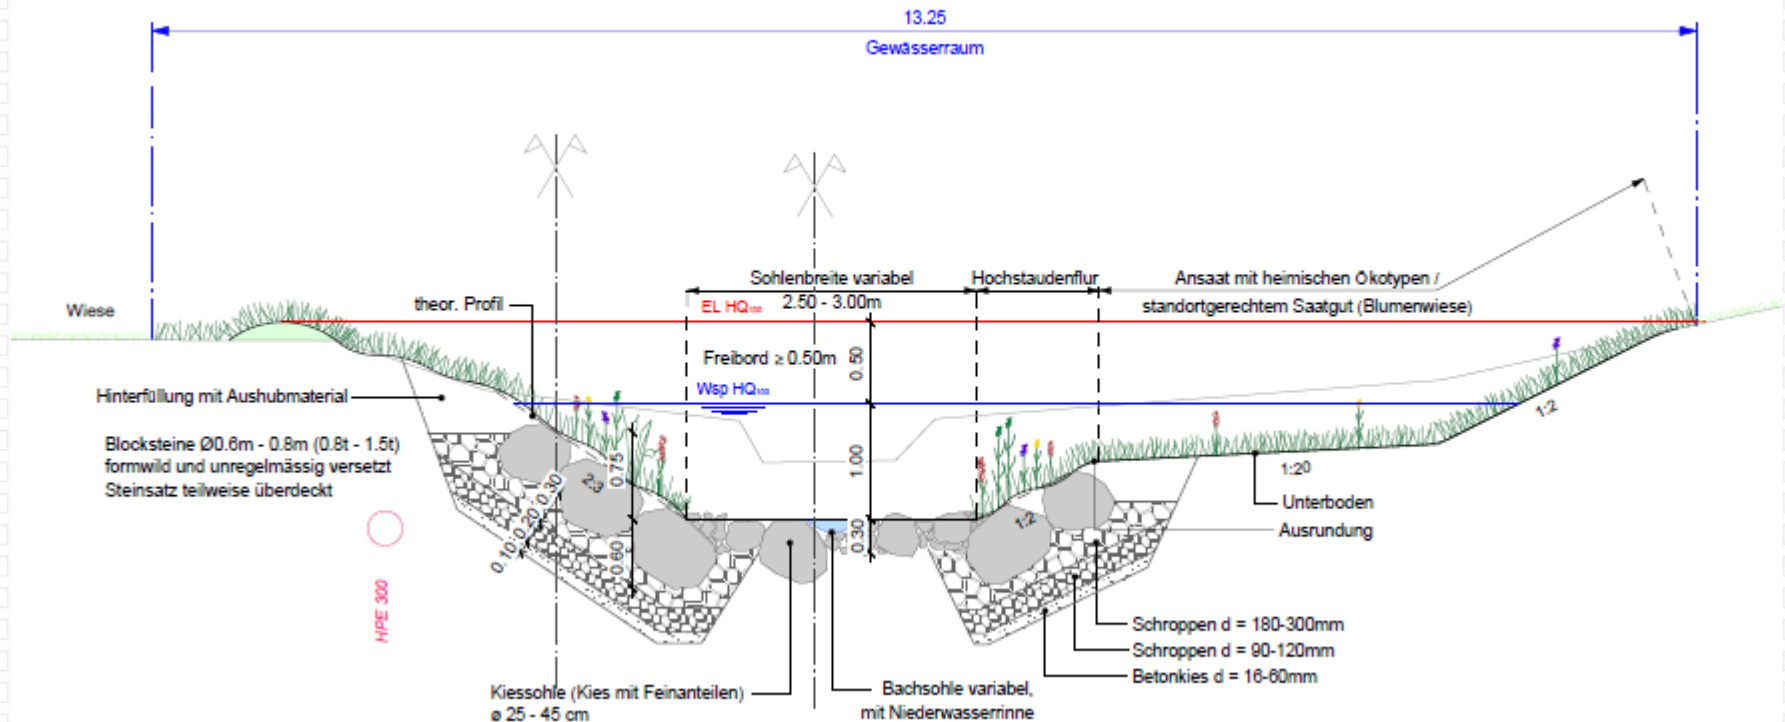 13.25
Gewässerraum
Sohlenbreite variabel
2.50 - 3.00m
Hochstaudenflur
Ansaat mit heimischen Ökotypen /
standortgerechtem Saatgut (Blumenwiese)
Wiese
theor. Profil
EL HQ100
Freibord ≥ 0.50m
0.50
Wsp HQ100
Hinterfüllung mit Aushubmaterial
Blocksteine Ø0.6m - 0.8m (0.8t - 1.5t)
formwild und unregelmässig versetzt
Steinsatz teilweise überdeckt
1:2
0.75
1.00
1:20
2:3
Unterboden
0.30
0.20
0.10
1:2
0.30
Ausrundung
0.60
HPE 300
Schroppen d = 180-300mm
Schroppen d = 90-120mm
Betonkies d = 16-60mm
Kiessohle (Kies mit Feinanteilen)
ø 25 - 45 cm
Bachsohle variabel,
mit Niederwasserrinne